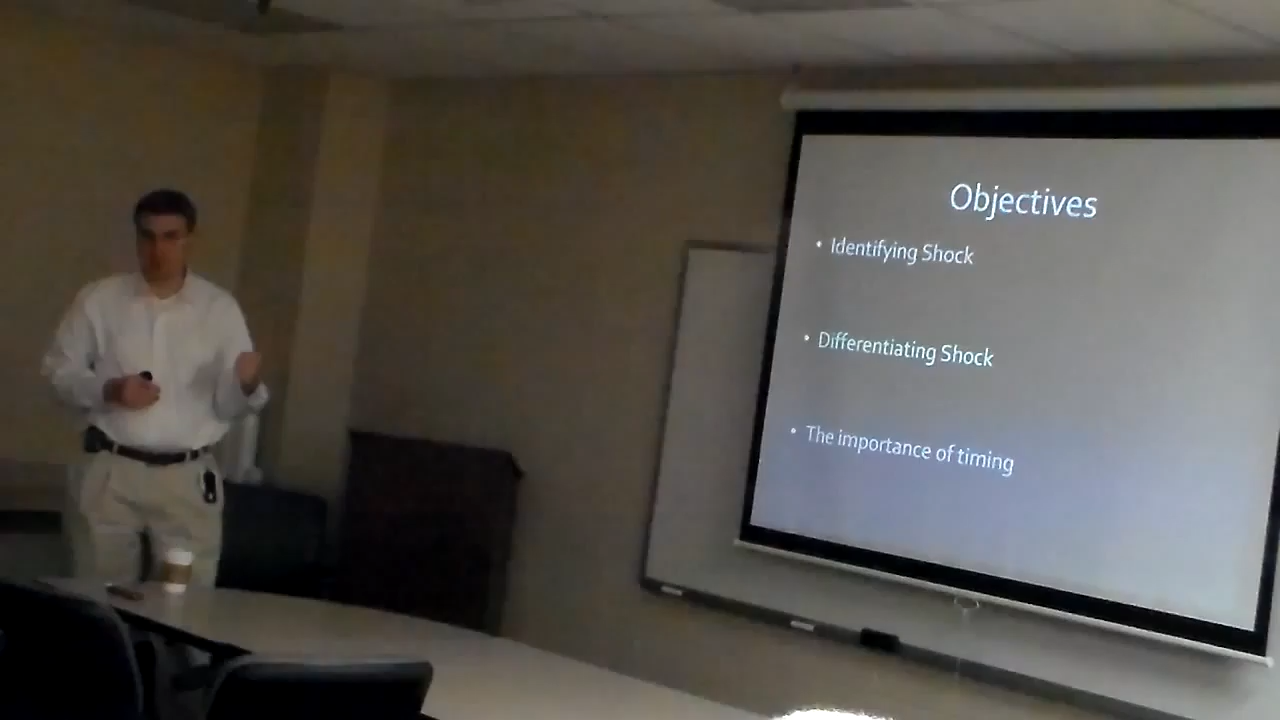 Objectives
• Identifying Shock
• Differentiating Shock
• The importance of timing